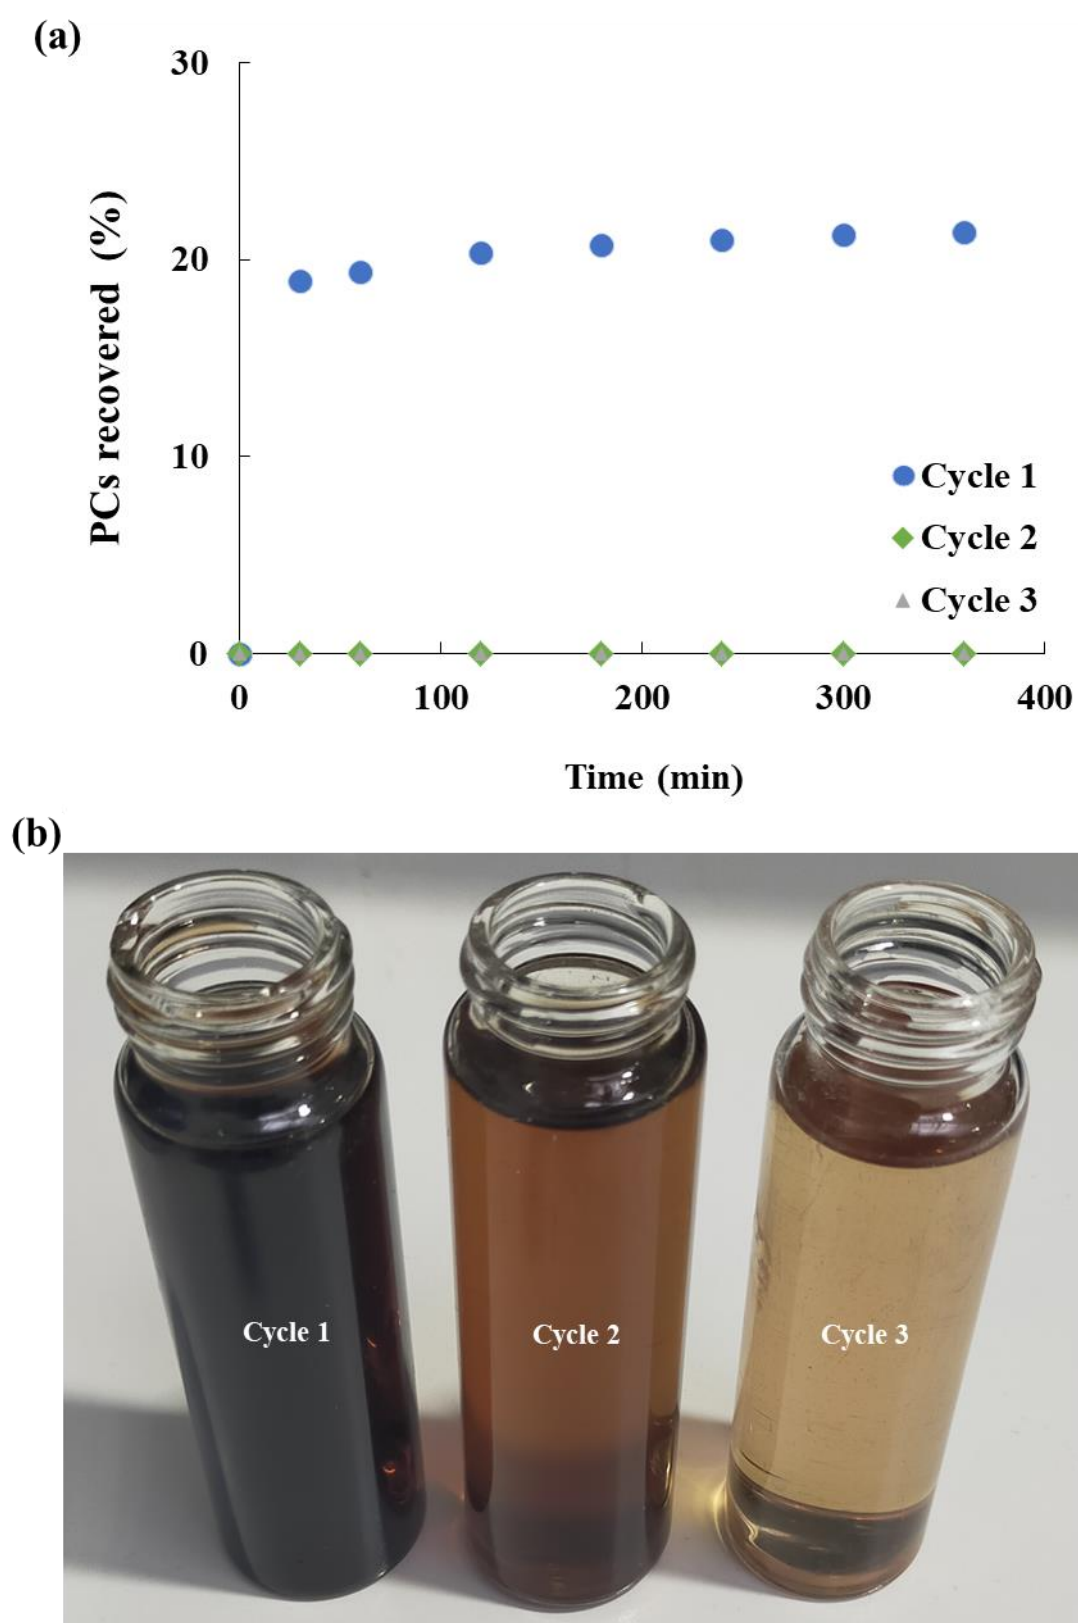 (a)
30
20
10
0
PCs recovered (%)
Cycle 1
Cycle 2
Cycle 3
0 100 200 300 400
Time (min)
(b)
Cycle 1 Cycle 2 Cycle 3